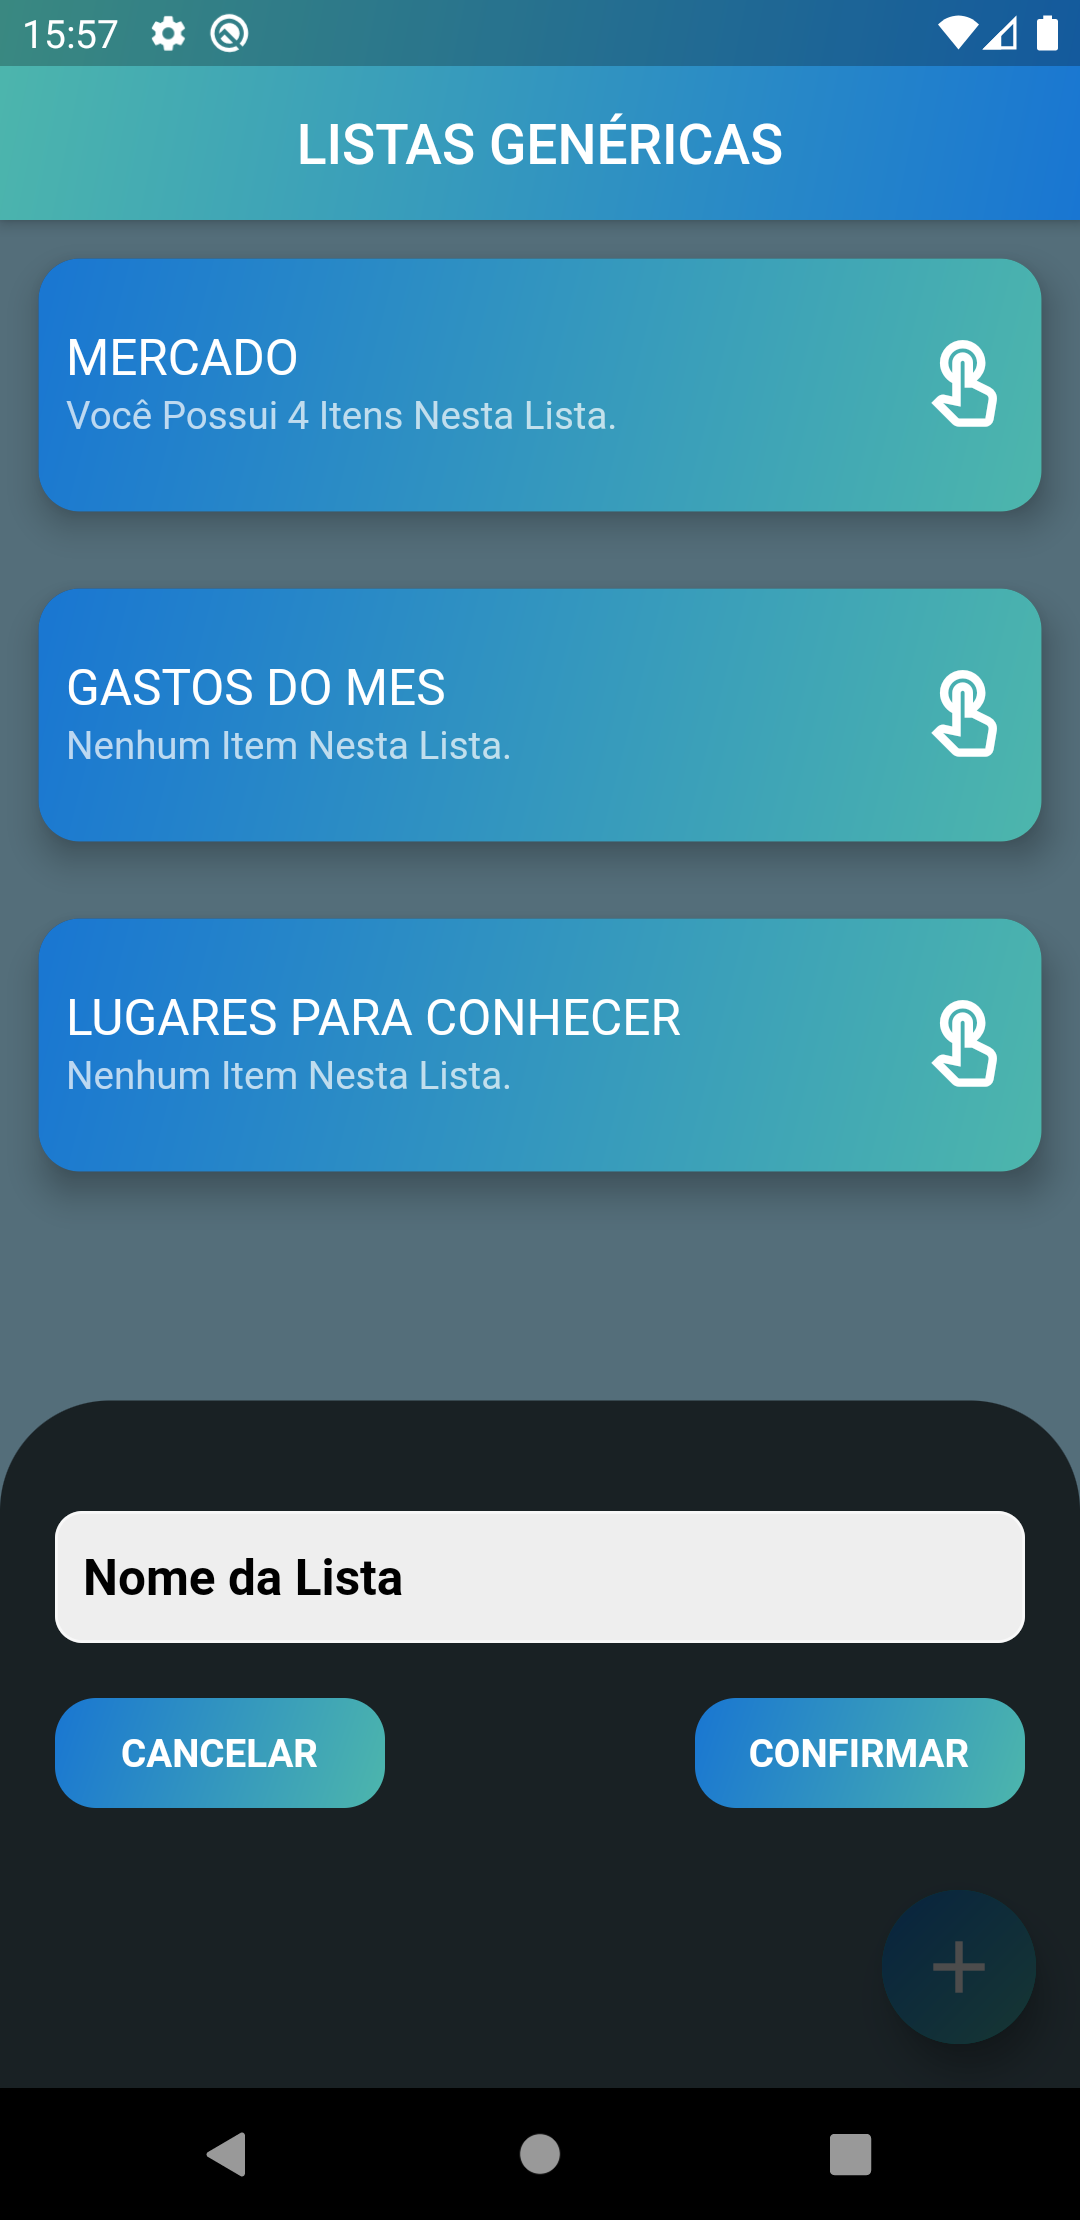 15:57
LISTAS GENÉRICAS
MERCADO
Você Possui 4 Itens Nesta Lista.
GASTOS DO MES
Nenhum Item Nesta Lista.
LUGARES PARA CONHECER
Nenhum Item Nesta Lista.
Nome da Lista
CANCELAR
CONFIRMAR